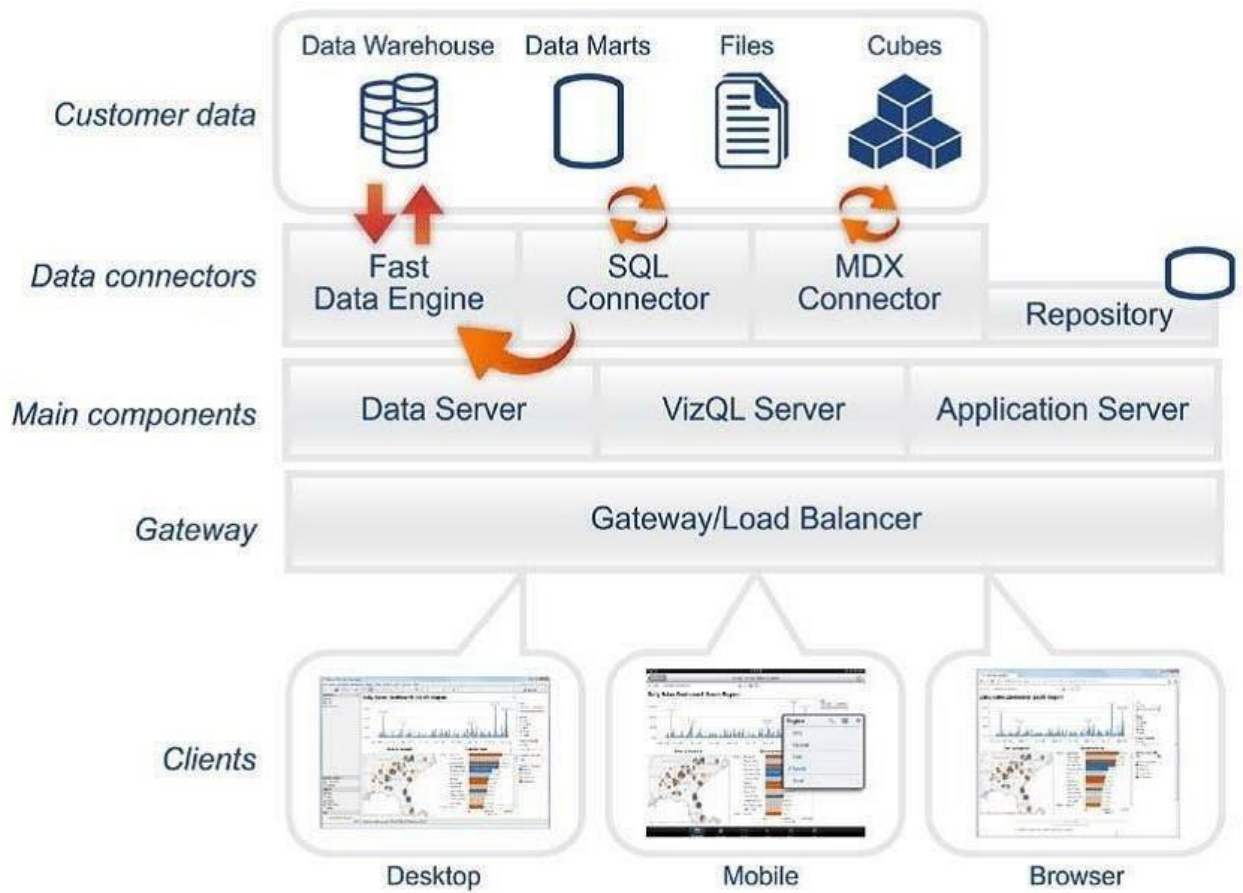 Data Warehouse
Data Marts
Files
Cubes
Customer data
Data connectors
Fast
Data Engine
SQL
Connector
MDX
Connector
Repository
Main components
Data Server
VizQL Server
Application Server
Gateway
Gateway/Load Balancer
Clients
Desktop
Mobile
Browser